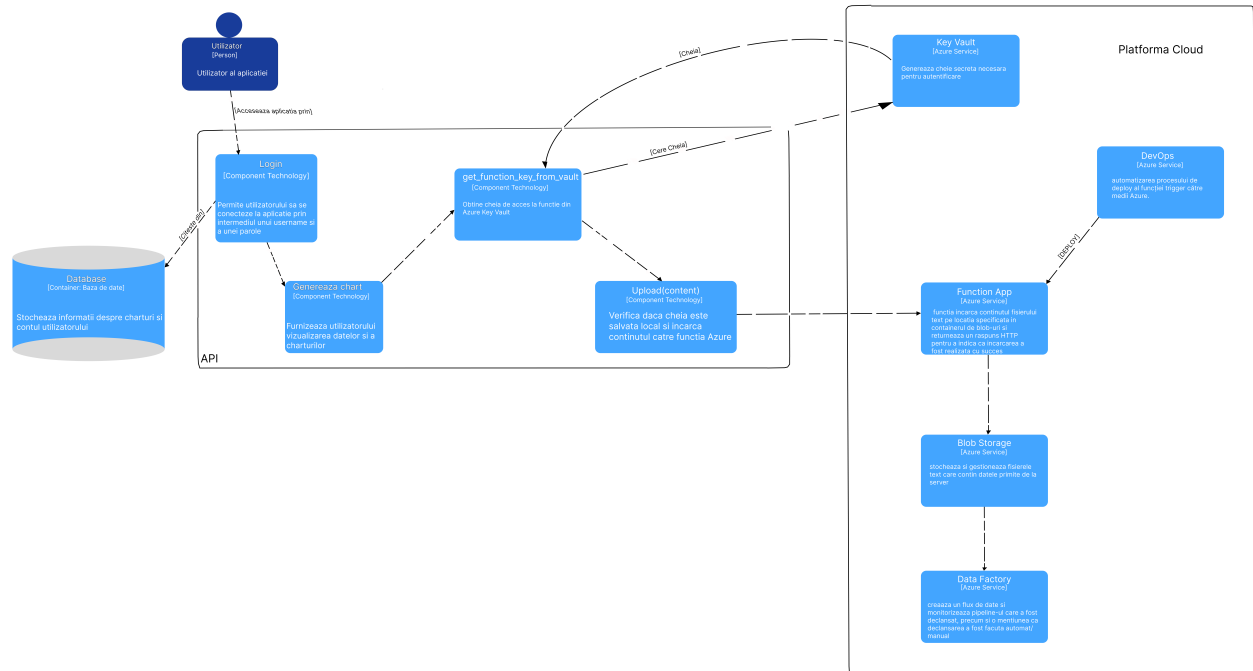 Utilizator
[Person]
Utilizator al aplicatiei
[Acceseaza aplicatia prin]
Login
[Component Technology]
Permite utilizatorului sa se
conecteze la aplicatie prin
intermediul unui username si
a unei parole
[Citeste din]
Database
[Container: Baza de date]
Stocheaza informatii despre charturi si
contul utilizatorului
Genereaza chart
[Component Technology]
Furnizeaza utilizatorului
vizualizarea datelor si a
charturilor
API
get_function_key_from_vault
[Component Technology]
Obtine cheia de acces la functie din
Azure Key Vault
[Cheia]
[Cere Cheia]
Upload(content)
[Component Technology]
Verifica daca cheia este
salvata local si incarca
continutul catre functia Azure
Platforma Cloud
Key Vault
[Azure Service]
Genereaza cheie secreta necesara
pentru autentificare
DevOps
[Azure Service]
automatizarea procesului de
deploy al funcției trigger către
medii Azure.
[DEPLOY]
Function App
[Azure Service]
functia incarca continutul fisierului
text pe locatia specificata in
containerul de blob-uri si
returneaza un raspuns HTTP
pentru a indica ca incarcarea a
fost realizata cu succes
Blob Storage
[Azure Service]
stocheaza si gestioneaza fisierele
text care contin datele primite de la
server
Data Factory
[Azure Service]
creaaza un flux de date si
monitorizeaza pipeline-ul care a fost
declansat, precum si o mentiunea ca
declansarea a fost facuta automat/
manual